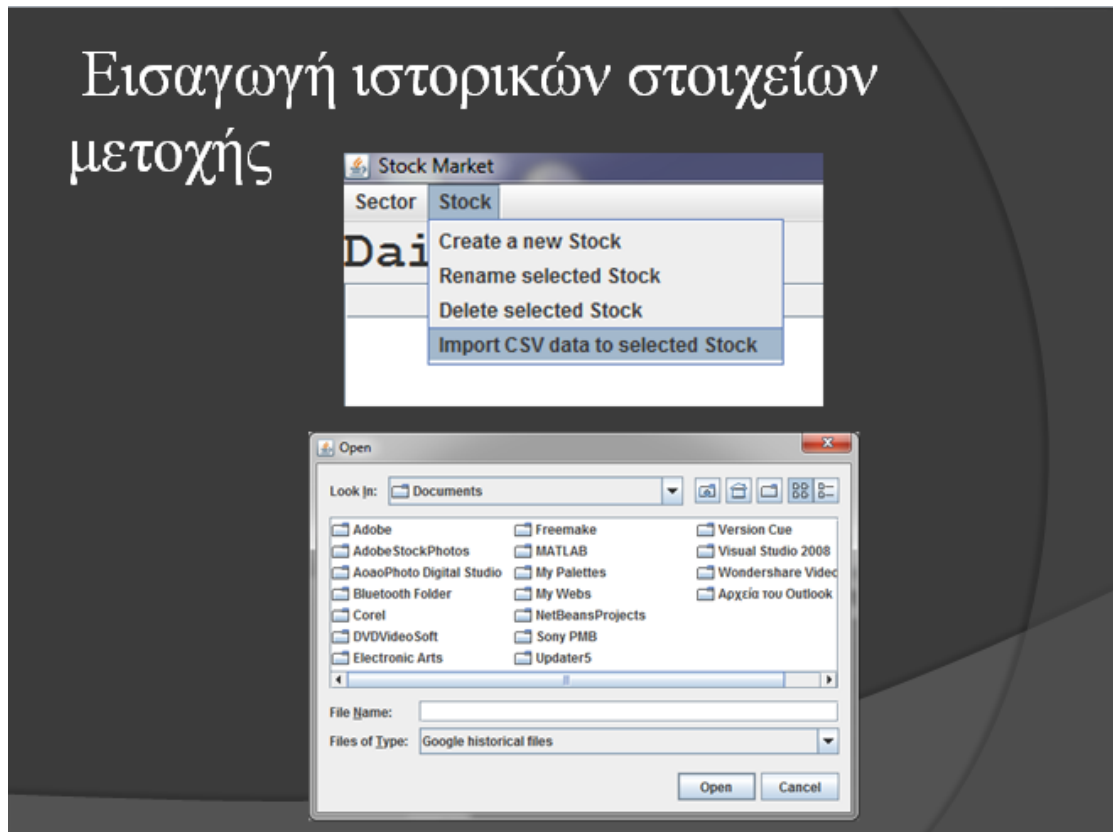 Εισαγωγή ιστορικών στοιχείων
μετοχής
Stock Market
Sector Stock
Dai
Create a new Stock
Rename selected Stock
Delete selected Stock
Import CSV data to selected Stock
Open
Look In: Documents
Adobe Freemake Version Cue
AdobeStockPhotos MATLAB Visual Studio 2008
AoaoPhoto Digital Studio My Palettes Wondershare Videc
Bluetooth Folder My Webs Αρχεία του Outlook
Corel NetBeansProjects
DVDVideoSoft Sony PMB
Electronic Arts Updater5
File Name:
Files of Type: Google historical files
Open Cancel